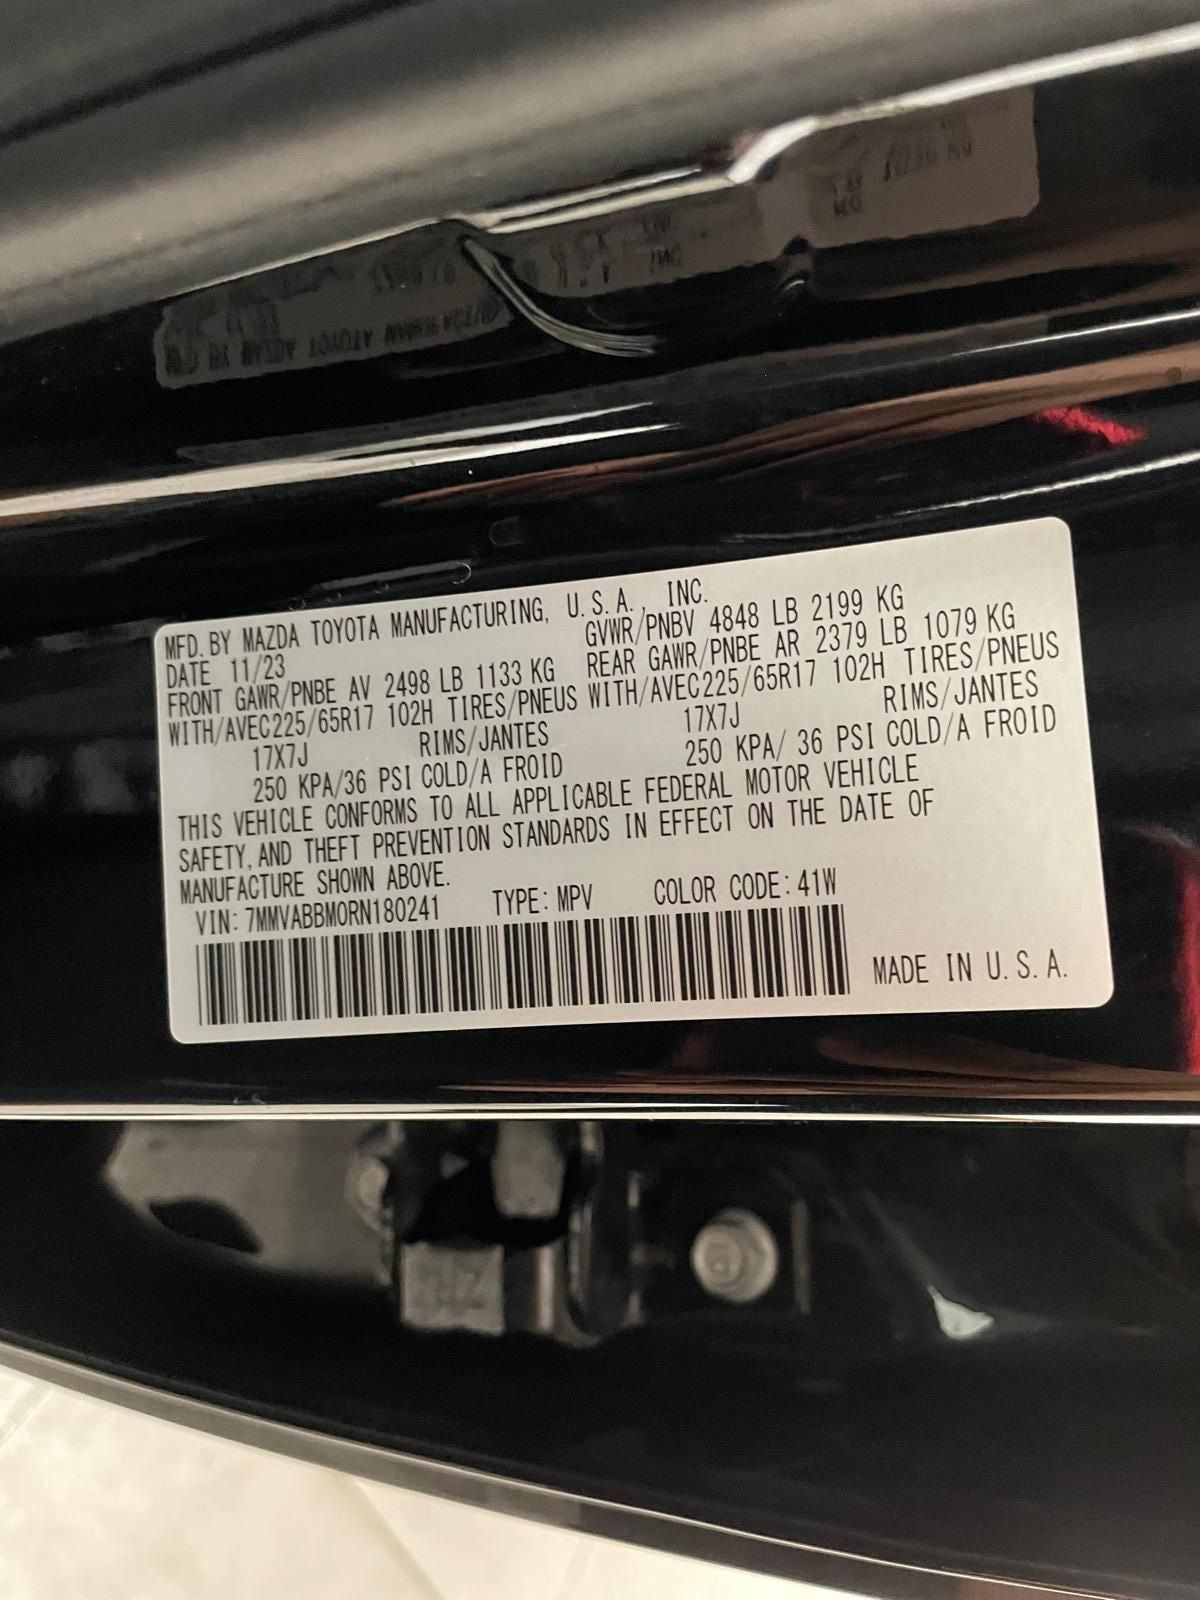 MFD. BY MAZDA TOYOTA MANUFACTURING, U.S.A., INC.
DATE 11/23 GVWR/PNBV 4848 LB 2199 KG
FRONT GAWR/PNBE AV 2498 LB 1133 KG REAR GAWR/PNBE AR 2379 LB 1079 KG
WITH/AVEC225/65R17 102H TIRES/PNEUS WITH/AVEC225/65R17 102H TIRES/PNEUS
17X7J RIMS/JANTES 17X7J RIMS/JANTES
250 KPA/36 PSI COLD/A FROID 250 KPA/ 36 PSI COLD/A FROID
THIS VEHICLE CONFORMS TO ALL APPLICABLE FEDERAL MOTOR VEHICLE
SAFETY, AND THEFT PREVENTION STANDARDS IN EFFECT ON THE DATE OF
MANUFACTURE SHOWN ABOVE.
VIN: 7MMVABBM0RN180241 TYPE: MPV COLOR CODE: 41W
MADE IN U.S.A.